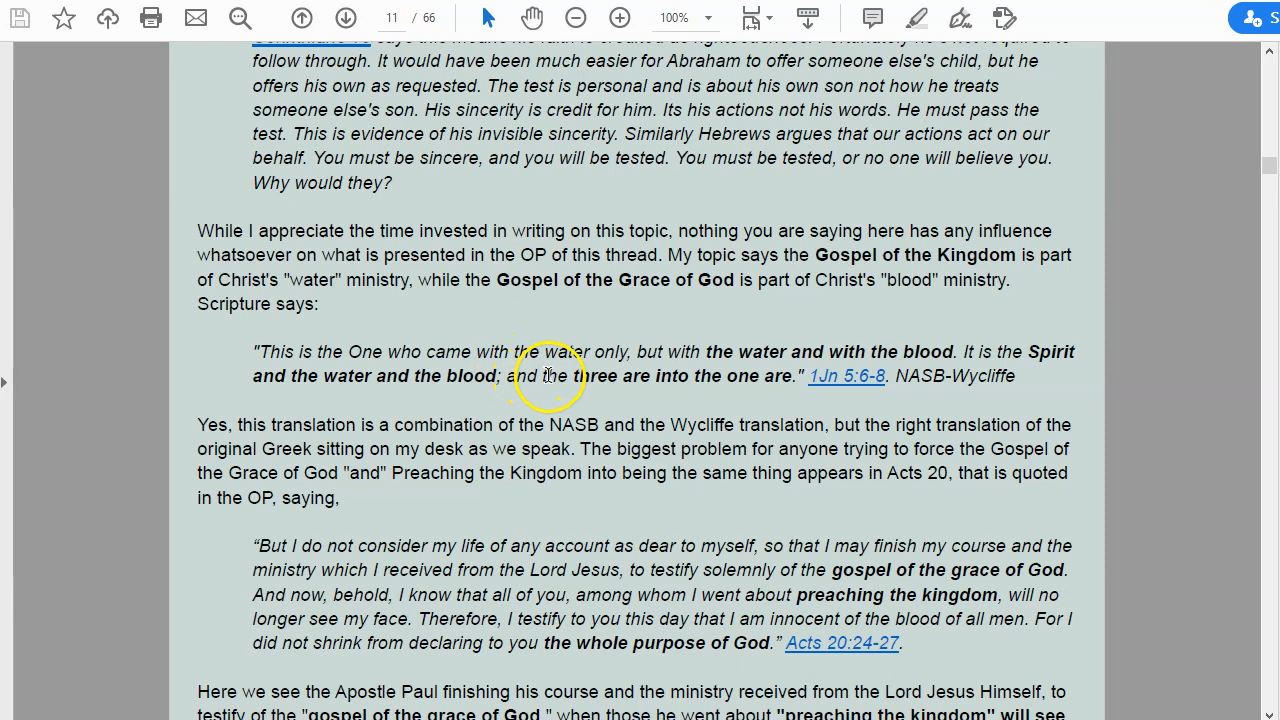 11 / 66
100%
S
follow through. It would have been much easier for Abraham to offer someone else's child, but he
offers his own as requested. The test is personal and is about his own son not how he treats
someone else's son. His sincerity is credit for him. Its his actions not his words. He must pass the
test. This is evidence of his invisible sincerity. Similarly Hebrews argues that our actions act on our
behalf. You must be sincere, and you will be tested. You must be tested, or no one will believe you.
Why would they?
While I appreciate the time invested in writing on this topic, nothing you are saying here has any influence
whatsoever on what is presented in the OP of this thread. My topic says the Gospel of the Kingdom is part
of Christ's "water" ministry, while the Gospel of the Grace of God is part of Christ's "blood" ministry.
Scripture says:
"This is the One who came with the water only, but with the water and with the blood. It is the Spirit
and the water and the blood; and the three are into the one are." 1Jn 5:6-8. NASB-Wycliffe
Yes, this translation is a combination of the NASB and the Wycliffe translation, but the right translation of the
original Greek sitting on my desk as we speak. The biggest problem for anyone trying to force the Gospel of
the Grace of God "and" Preaching the Kingdom into being the same thing appears in Acts 20, that is quoted
in the OP, saying,
“But I do not consider my life of any account as dear to myself, so that I may finish my course and the
ministry which I received from the Lord Jesus, to testify solemnly of the gospel of the grace of God.
And now, behold, I know that all of you, among whom I went about preaching the kingdom, will no
longer see my face. Therefore, I testify to you this day that I am innocent of the blood of all men. For I
did not shrink from declaring to you the whole purpose of God.” Acts 20:24-27.
Here we see the Apostle Paul finishing his course and the ministry received from the Lord Jesus Himself, to
testify of the "gospel of the grace of God," when those he went about "preaching the kingdom" will see